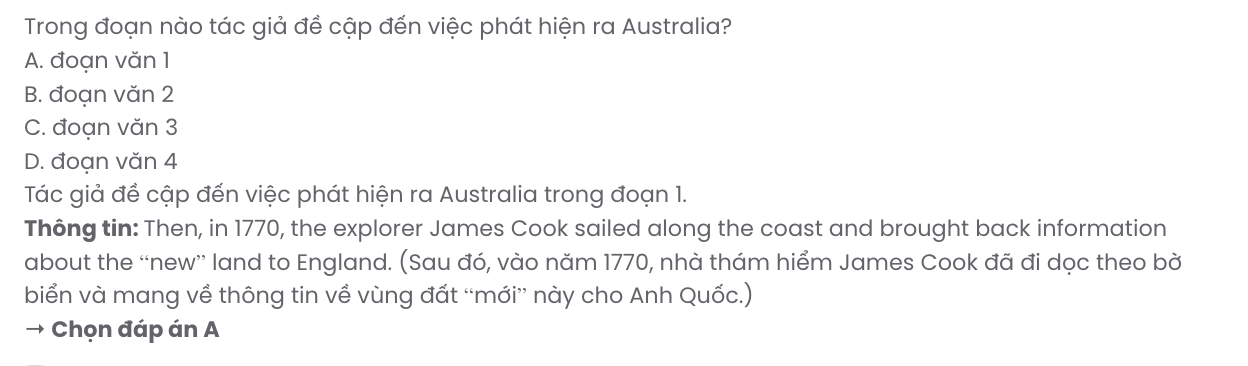 Trong đoạn nào tác giả đề cập đến việc phát hiện ra Australia?
A. đoạn văn 1
B. đoạn văn 2
C. đoạn văn 3
D. đoạn văn 4
Tác giả đề cập đến việc phát hiện ra Australia trong đoạn 1.
Thông tin: Then, in 1770, the explorer James Cook sailed along the coast and brought back information
about the “new” land to England. (Sau đó, vào năm 1770, nhà thám hiểm James Cook đã đi dọc theo bờ
biển và mang về thông tin về vùng đất “mới” này cho Anh Quốc.)
→ Chọn đáp án A